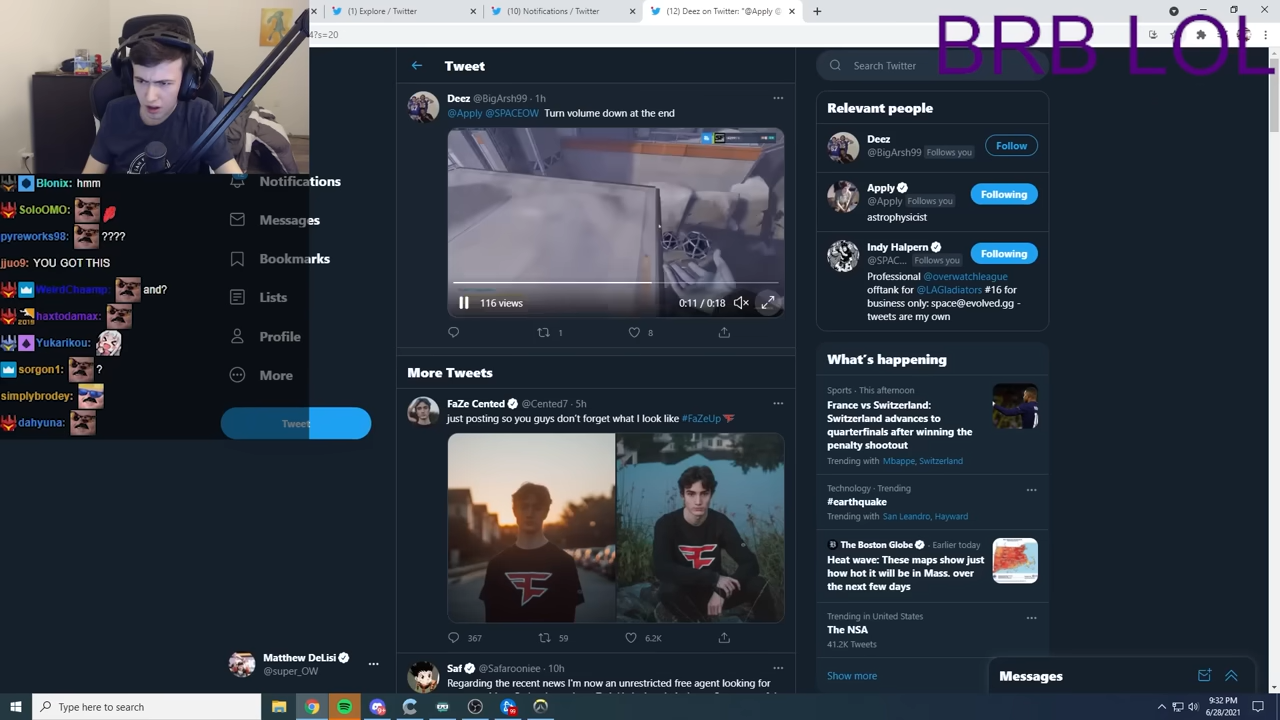 (1) Explore / Twitter
(10) Notifications / Twitter
(12) Deez on Twitter: "@Apply @
4?s=20
BRB LOL
Blonix: hmm
SoloOMO:
pyreworks98: ????
jjuo9: YOU GOT THIS
WeirdChaamp: and?
haxtodamax:
Yukarikou:
sorgon1: ?
simplybrodey:
dahyuna:
Notifications
Messages
Bookmarks
Lists
Profile
More
Tweet
Matthew DeLisi
@super_OW
Tweet
Deez @BigArsh99 · 1h
@Apply @SPACEOW Turn volume down at the end
116 views
0:11 / 0:18
1
8
More Tweets
FaZe Cented @Cented7 · 5h
just posting so you guys don't forget what I look like #FaZeUp
367
59
6.2K
Saf @Safarooniee · 10h
Regarding the recent news I'm now an unrestricted free agent looking for
Search Twitter
Relevant people
Deez
@BigArsh99 Follows you
Follow
Apply
@Apply Follows you
Following
astrophysicist
Indy Halpern
@SPAC... Follows you
Following
Professional @overwatchleague
offtank for @LAGladiators #16 for
business only: space@evolved.gg -
tweets are my own
What's happening
Sports · This afternoon
France vs Switzerland:
Switzerland advances to
quarterfinals after winning the
penalty shootout
Trending with Mbappe, Switzerland
Technology · Trending
#earthquake
Trending with San Leandro, Hayward
The Boston Globe · Earlier today
Heat wave: These maps show just
how hot it will be in Mass. over
the next few days
Trending in United States
The NSA
41.2K Tweets
Show more
Messages
Type here to search
9:32 PM
6/28/2021